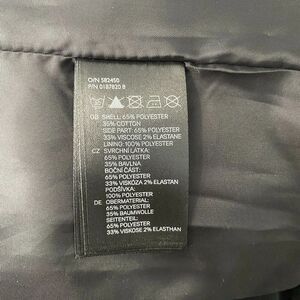 O/N 582450
P/N 0187820 B
GB SHELL: 65% POLYESTER
35% COTTON
SIDE PART: 65% POLYESTER
33% VISCOSE 2% ELASTANE
LINING: 100% POLYESTER
CZ SVRCHNÍ LÁTKA:
65% POLYESTER
35% BAVLNA
BOČNÍ ČÁST:
65% POLYESTER
33% VISKÓZA 2% ELASTAN
PODŠÍVKA:
100% POLYESTER
DE OBERMATERIAL:
65% POLYESTER
35% BAUMWOLLE
SEITENTEIL:
65% POLYESTER
33% VISKOSE 2% ELASTHAN